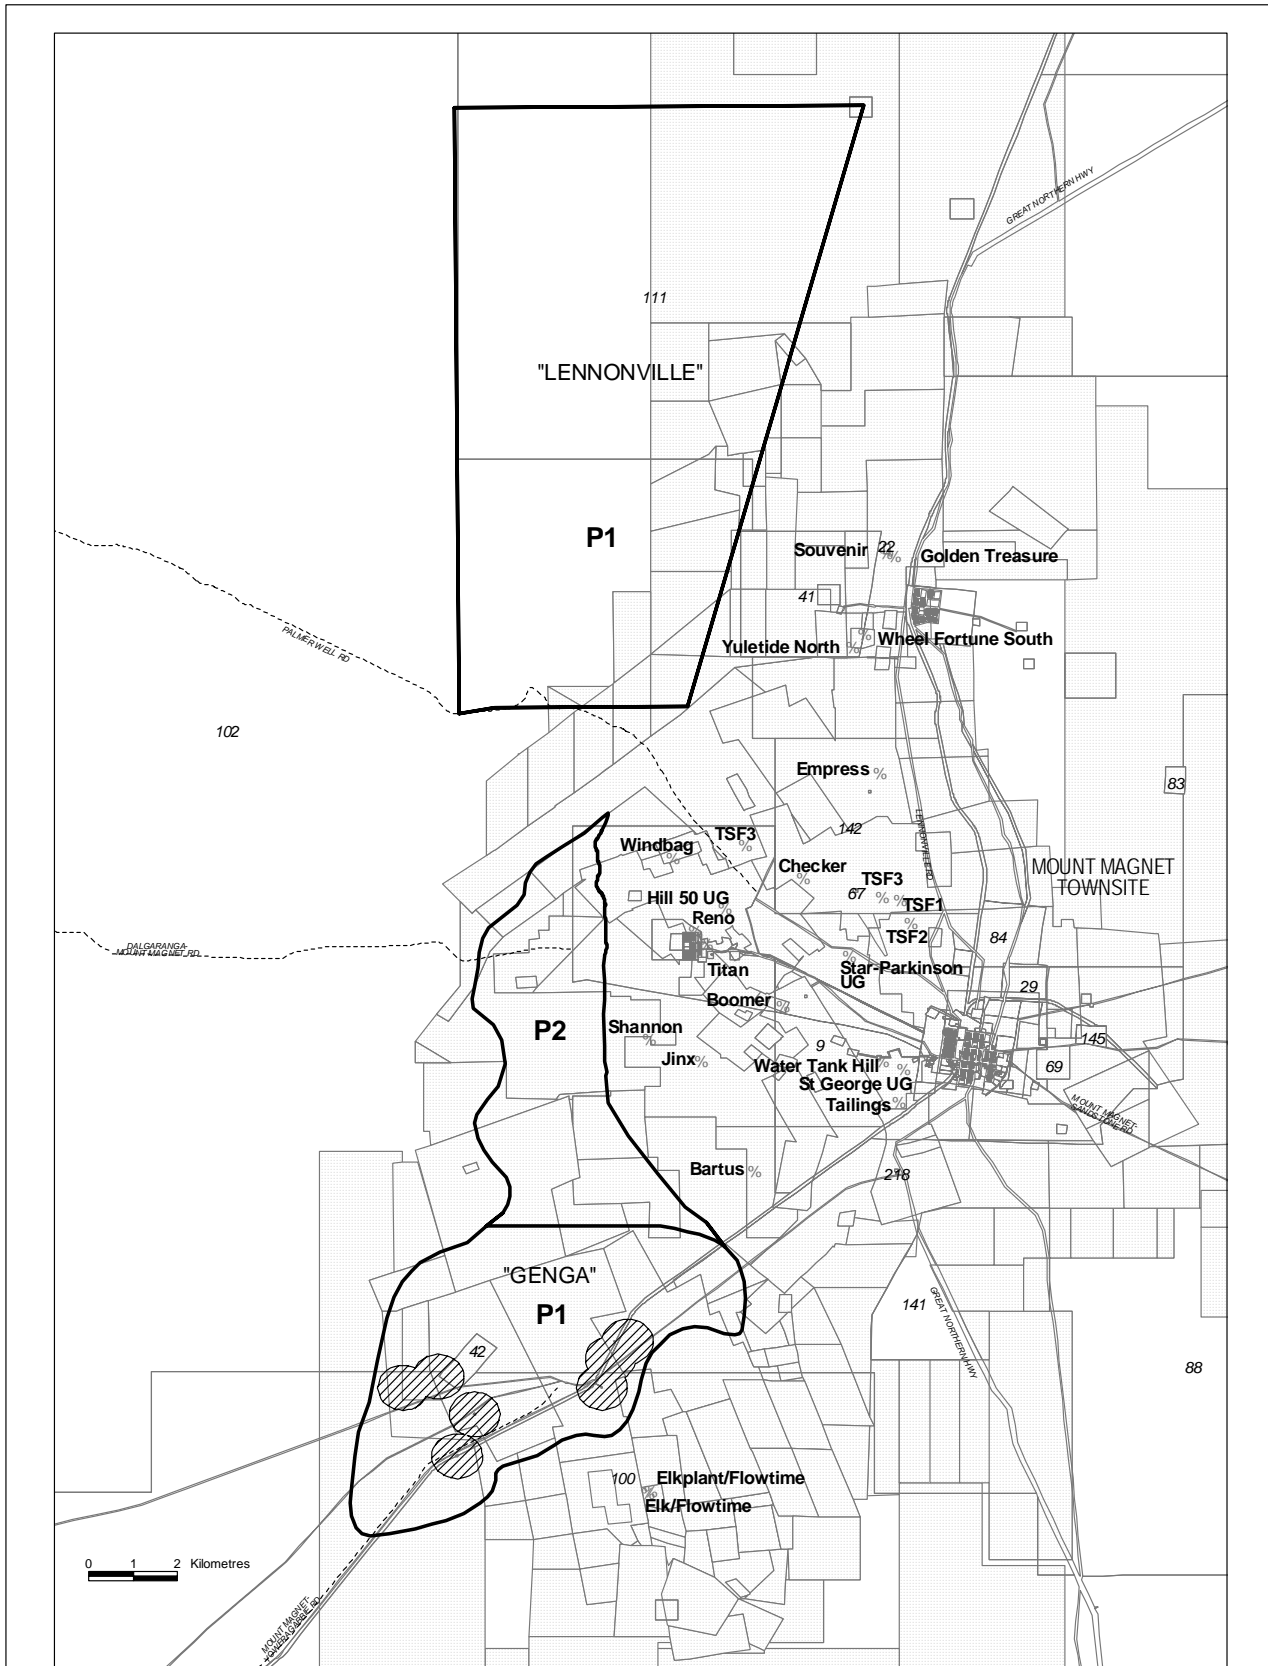 GREAT NORTHERN HWY
111
"LENNONVILLE"
P1
Souvenir
22
Golden Treasure
41
Wheel Fortune South
Yuletide North
PALMER WELL RD
102
Empress
83
142
LENNONVILLE RD
TSF3
Windbag
MOUNT MAGNET
TOWNSITE
Checker
TSF3
67
TSF1
Hill 50 UG
Reno
TSF2
84
DALGARANGA-
MOUNT MAGNET RD
Titan
Star-Parkinson
UG
Boomer
29
P2
Shannon
145
9
Jinx
Water Tank Hill
69
St George UG
Tailings
MOUNT MAGNET-
SANDSTONE RD
Bartus
218
"GENGA"
P1
141
GREAT NORTHERN HWY
42
88
100
Elkplant/Flowtime
Elk/Flowtime
0 1 2 Kilometres
MOUNT MAGNET-